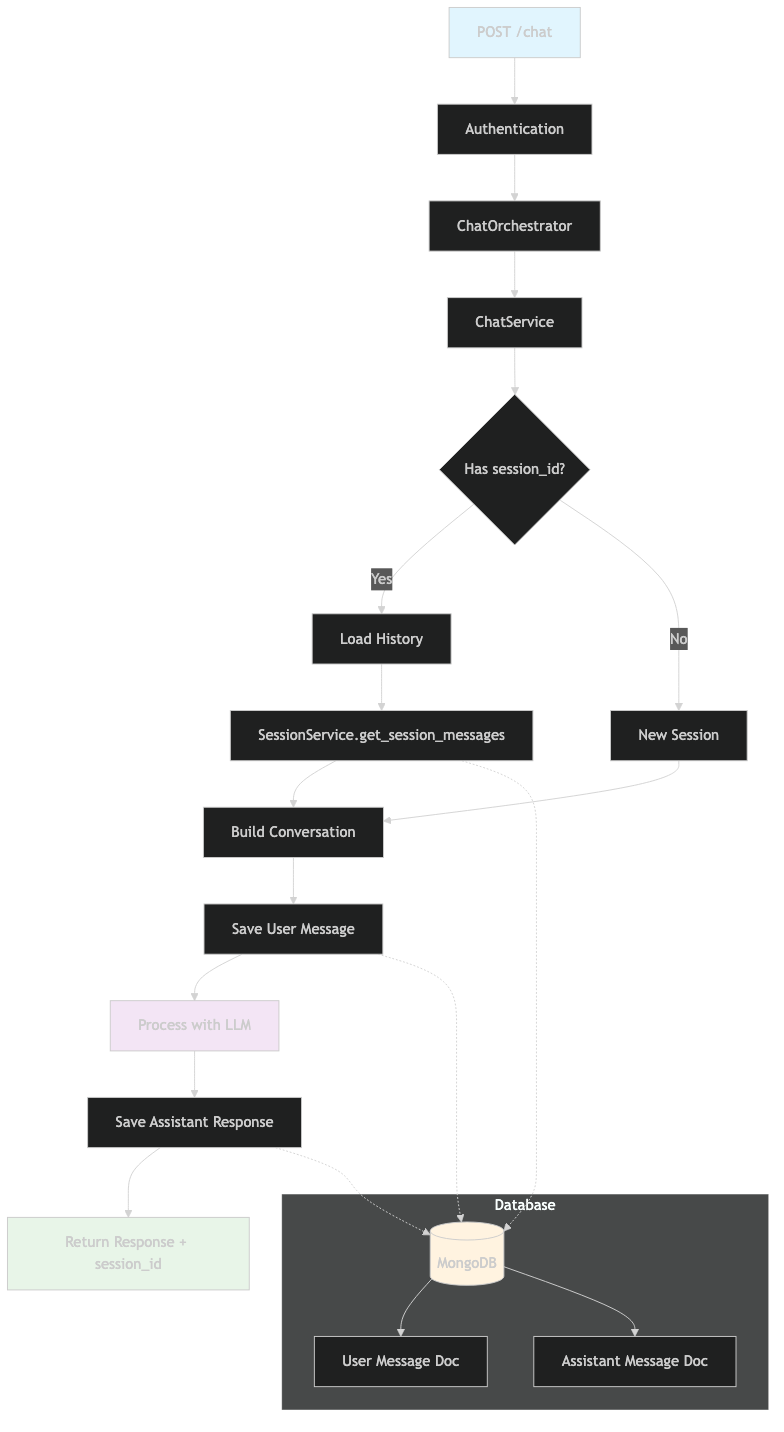 POST /chat
Authentication
ChatOrchestrator
ChatService
Has session_id?
Yes
No
Load History
SessionService.get_session_messages
New Session
Build Conversation
Save User Message
Process with LLM
Save Assistant Response
Return Response +
session_id
Database
MongoDB
User Message Doc
Assistant Message Doc